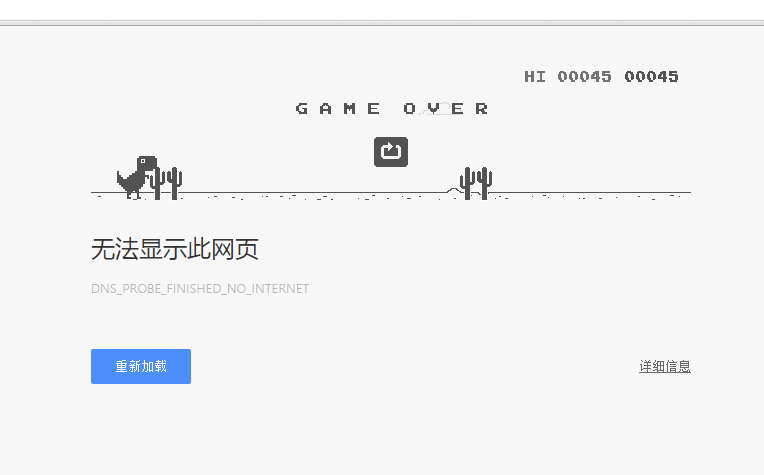 HI 00045 00045
GAME OVER
无法显示此网页
DNS_PROBE_FINISHED_NO_INTERNET
重新加载 详细信息